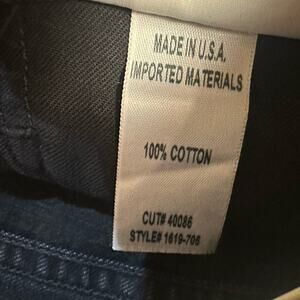 MADE IN U.S.A.
IMPORTED MATERIALS
100% COTTON
CUT# 40086
STYLE# 1619-706